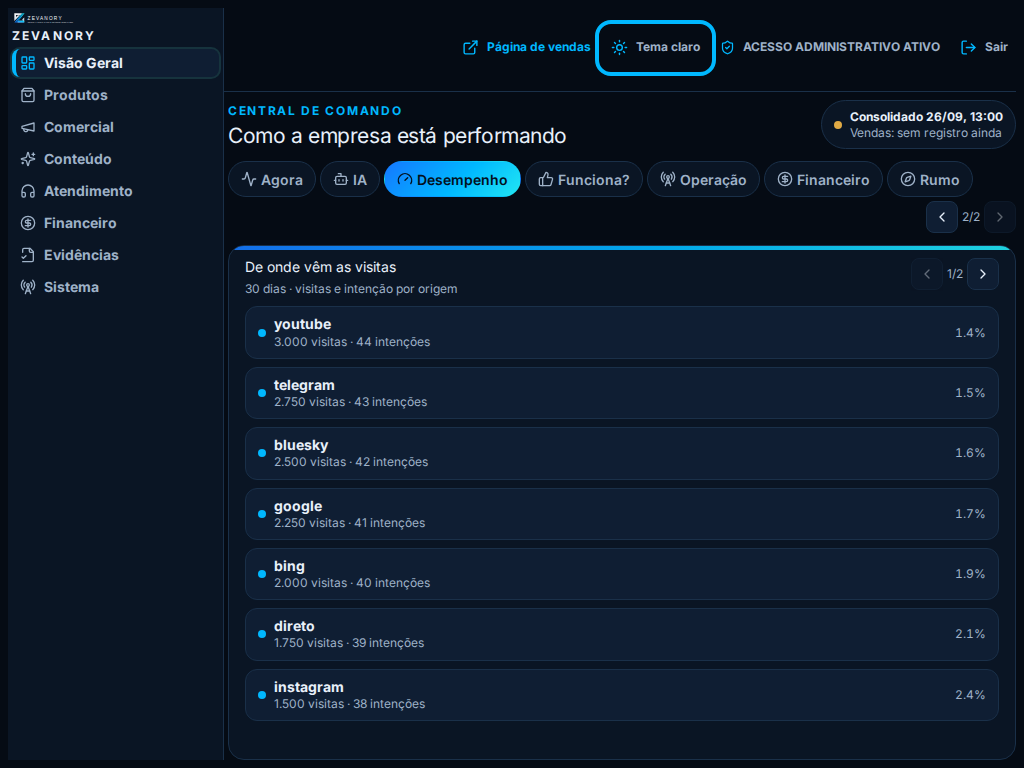 ZEVANORY
ZEVANORY
Visão Geral
Produtos
Comercial
Conteúdo
Atendimento
Financeiro
Evidências
Sistema
Página de vendas
Tema claro
ACESSO ADMINISTRATIVO ATIVO
Sair
CENTRAL DE COMANDO
Como a empresa está performando
Consolidado 26/09, 13:00
Vendas: sem registro ainda
Agora
IA
Desempenho
Funciona?
Operação
Financeiro
Rumo
2/2
De onde vêm as visitas
30 dias · visitas e intenção por origem
1/2
youtube
3.000 visitas · 44 intenções
1.4%
telegram
2.750 visitas · 43 intenções
1.5%
bluesky
2.500 visitas · 42 intenções
1.6%
google
2.250 visitas · 41 intenções
1.7%
bing
2.000 visitas · 40 intenções
1.9%
direto
1.750 visitas · 39 intenções
2.1%
instagram
1.500 visitas · 38 intenções
2.4%